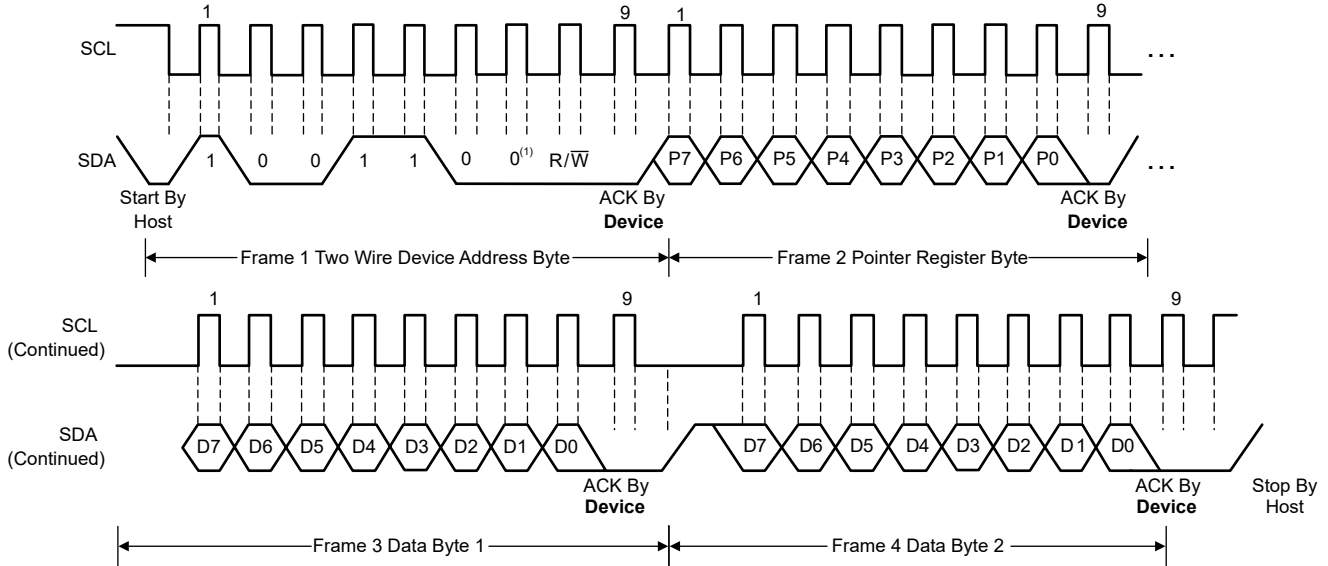 1 9 1 9
SCL ...
SDA 1 0 0 1 1 0 0(1) R/W̅ P7 P6 P5 P4 P3 P2 P1 P0 ...
Start By Host
ACK By Device
ACK By Device
Frame 1 Two Wire Device Address Byte
Frame 2 Pointer Register Byte
1 9 1 9
SCL (Continued)
SDA (Continued)
D7 D6 D5 D4 D3 D2 D1 D0 D7 D6 D5 D4 D3 D2 D1 D0
ACK By Device
ACK By Device
Stop By Host
Frame 3 Data Byte 1
Frame 4 Data Byte 2